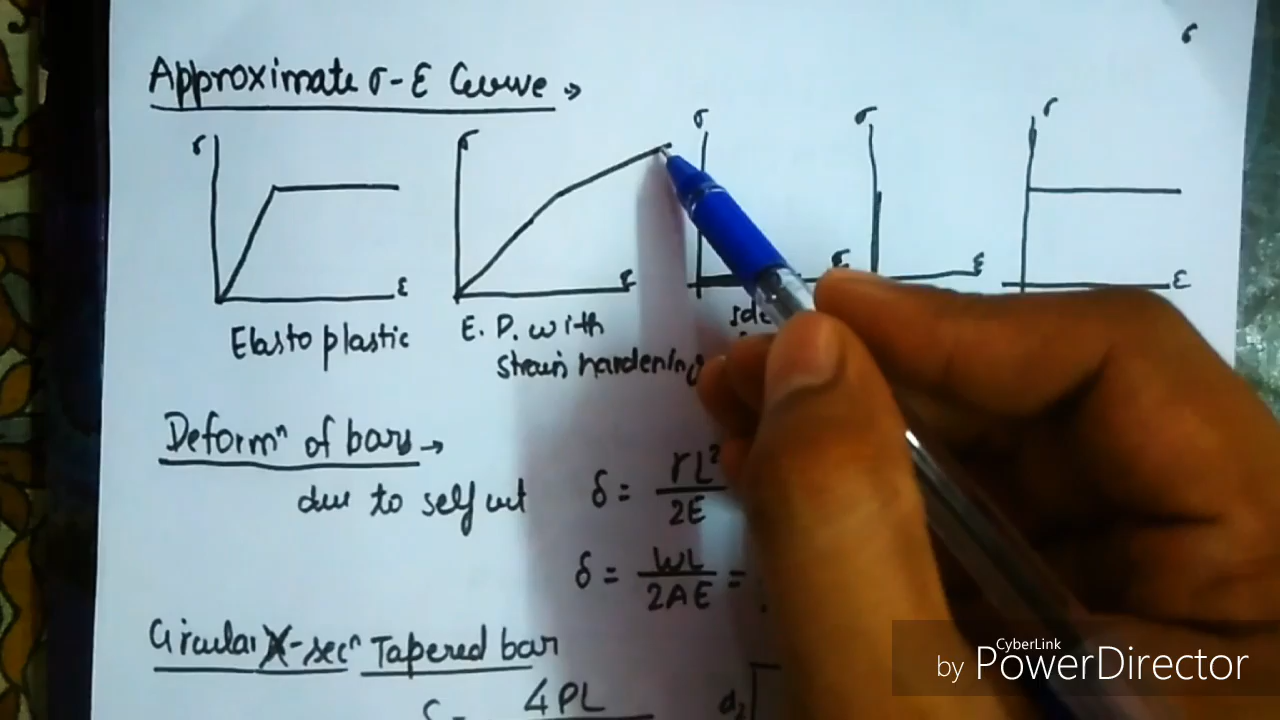 σ
Approximate σ-ε Curve →
σ σ σ σ σ
ε ε ε ε ε
Elasto plastic
E. P. with
strain hardening
Deformⁿ of bars →
due to self wt
δ = γL²
2E
δ = WL =
2AE
Circular X-secⁿ Tapered bar
4PL
d₂
CyberLink
by PowerDirector